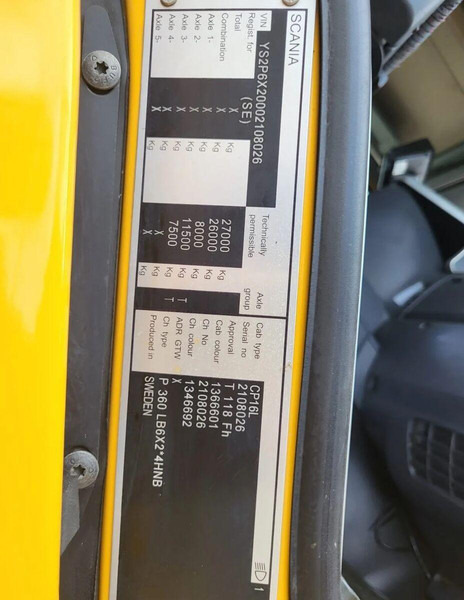 SCANIA
VIN YS2P6X20002108026
Regist. for (SE)
Technically permissible
Axle group
Total X Kg 27000 Kg
Combination X Kg 26000 Kg
Axle 1- X Kg 8000 Kg
Axle 2- X Kg 11500 Kg T
Axle 3- X Kg 7500 Kg T
Axle 4- X Kg X Kg
Axle 5- X Kg X Kg
Cab type CP16L
Serial no 2108026
Approval T 118 Fh
Cab colour 1366601
Ch No 2108026
Ch colour 1346692
ADR GTW X
Ch type P 360 LB6X2*4HNB
Produced in SWEDEN
1